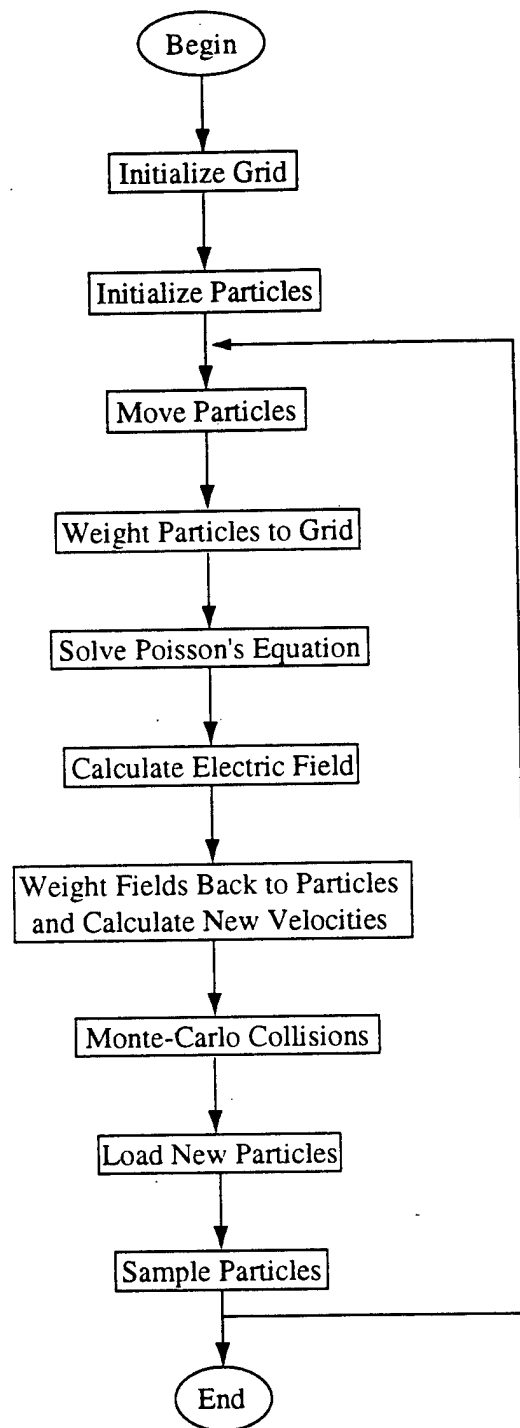 Begin
Initialize Grid
Initialize Particles
Move Particles
Weight Particles to Grid
Solve Poisson's Equation
Calculate Electric Field
Weight Fields Back to Particles
and Calculate New Velocities
Monte-Carlo Collisions
Load New Particles
Sample Particles
End